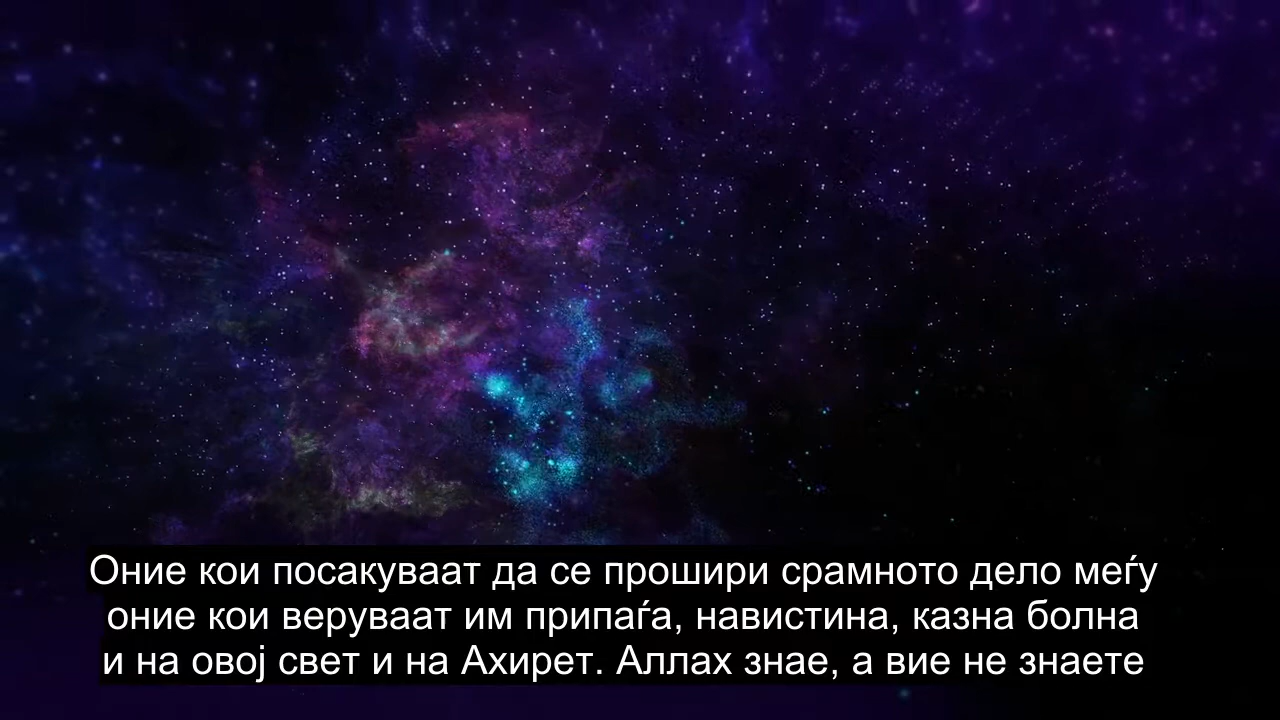 Оние кои посакуваат да се прошири срамното дело меѓу
оние кои веруваат им припаѓа, навистина, казна болна
и на овој свет и на Ахирет. Аллах знае, а вие не знаете